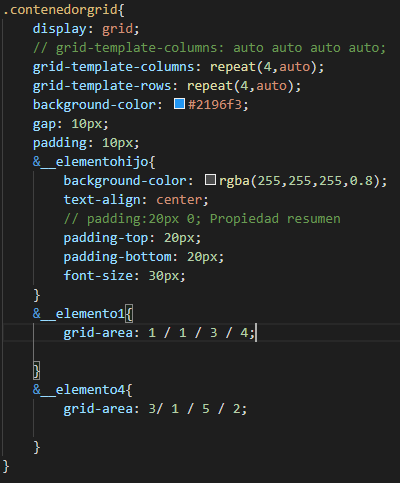 .contenedorgrid{
    display: grid;
    // grid-template-columns: auto auto auto auto;
    grid-template-columns: repeat(4,auto);
    grid-template-rows: repeat(4,auto);
    background-color: #2196f3;
    gap: 10px;
    padding: 10px;
    &__elementohijo{
        background-color: rgba(255,255,255,0.8);
        text-align: center;
        // padding:20px 0; Propiedad resumen
        padding-top: 20px;
        padding-bottom: 20px;
        font-size: 30px;
    }
    &__elemento1{
        grid-area: 1 / 1 / 3 / 4;
    }
    &__elemento4{
        grid-area: 3/ 1 / 5 / 2;
    }
}